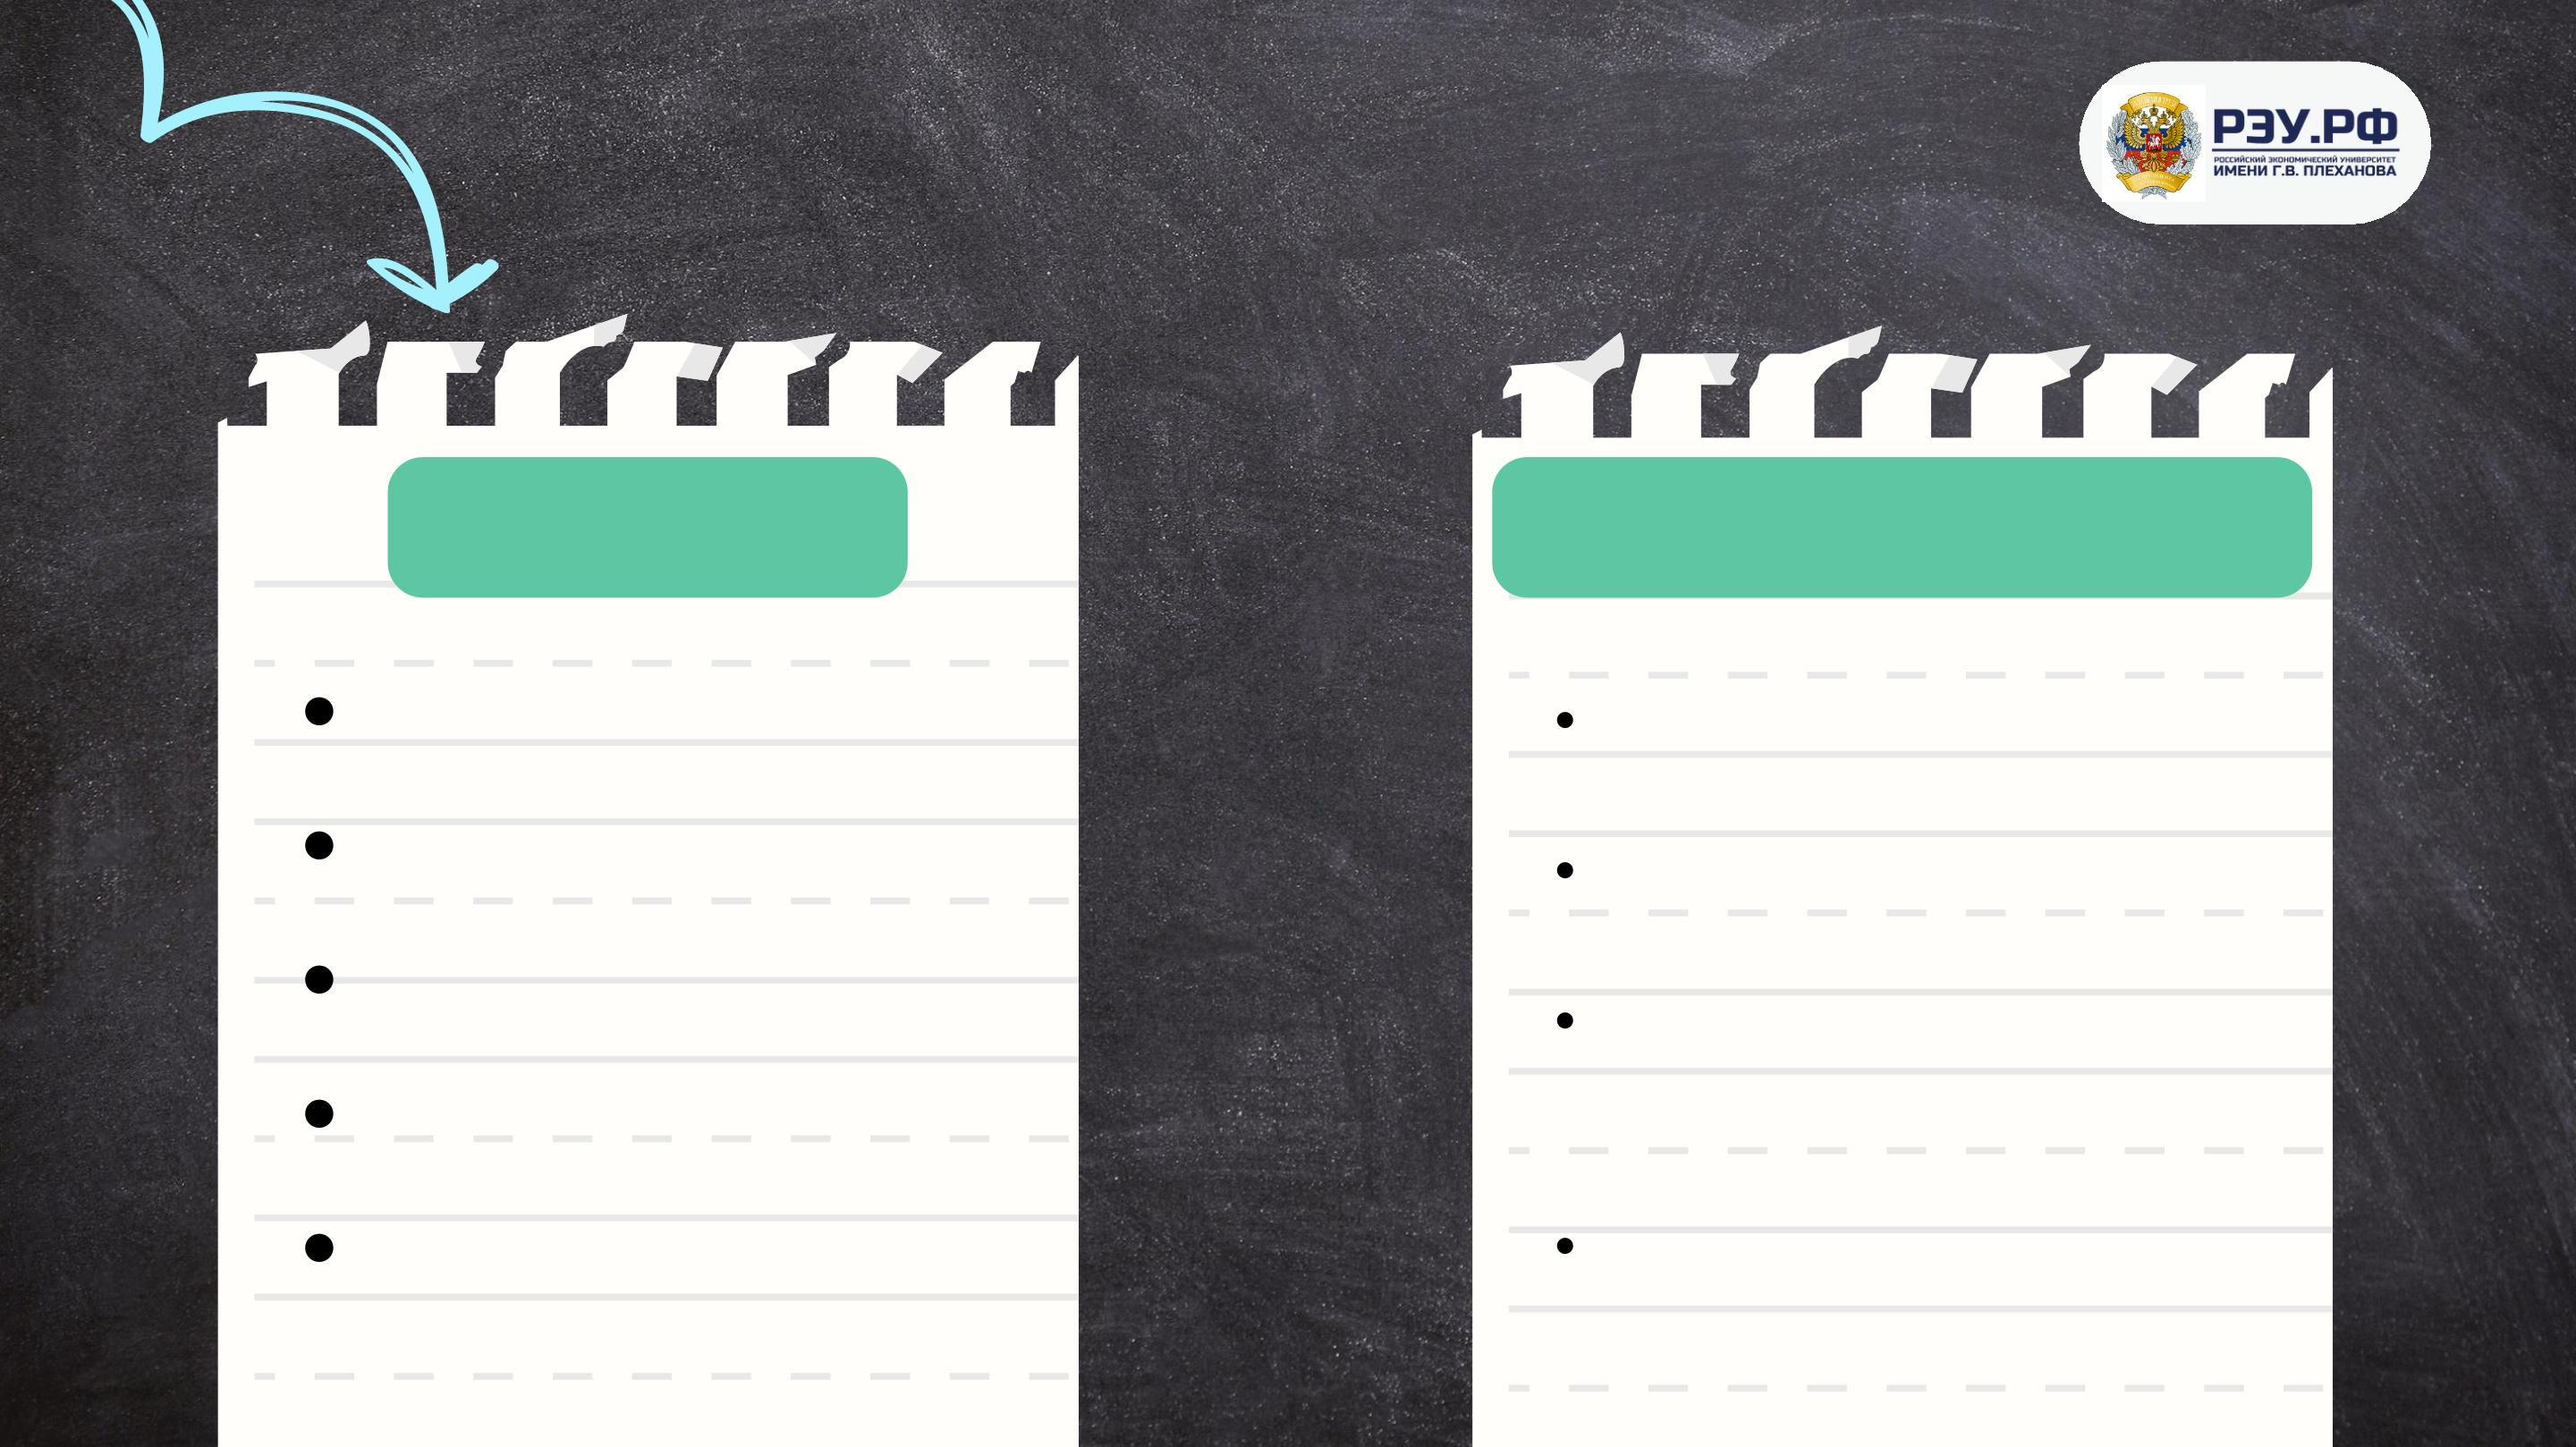 РЭУ.РФ
РОССИЙСКИЙ ЭКОНОМИЧЕСКИЙ УНИВЕРСИТЕТ
ИМЕНИ Г.В. ПЛЕХАНОВА